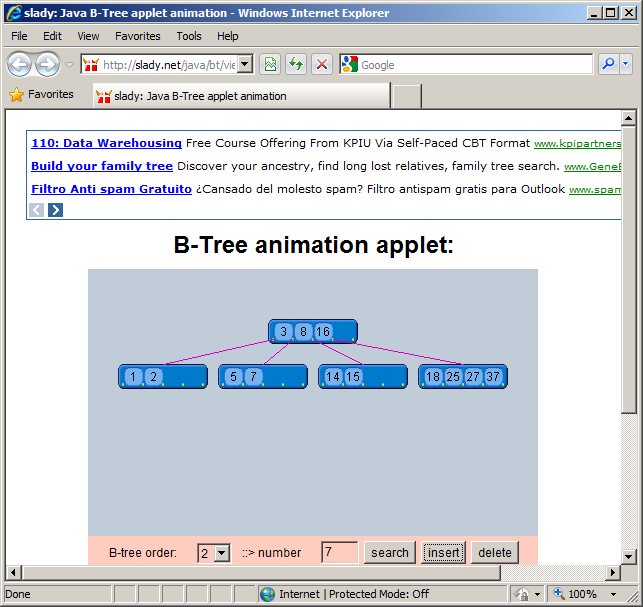 slady: Java B-Tree applet animation - Windows Internet Explorer
File Edit View Favorites Tools Help
http://slady.net/java/bt/vie
Google
Favorites
slady: Java B-Tree applet animation
110: Data Warehousing Free Course Offering From KPIU Via Self-Paced CBT Format www.kpipartners
Build your family tree Discover your ancestry, find long lost relatives, family tree search. www.GeneB
Filtro Anti spam Gratuito ¿Cansado del molesto spam? Filtro antispam gratis para Outlook www.spam
B-Tree animation applet:
3 8 16
1 2 5 7 14 15 18 25 27 37
B-tree order: 2 ::> number 7 search insert delete
Done Internet | Protected Mode: Off 100%